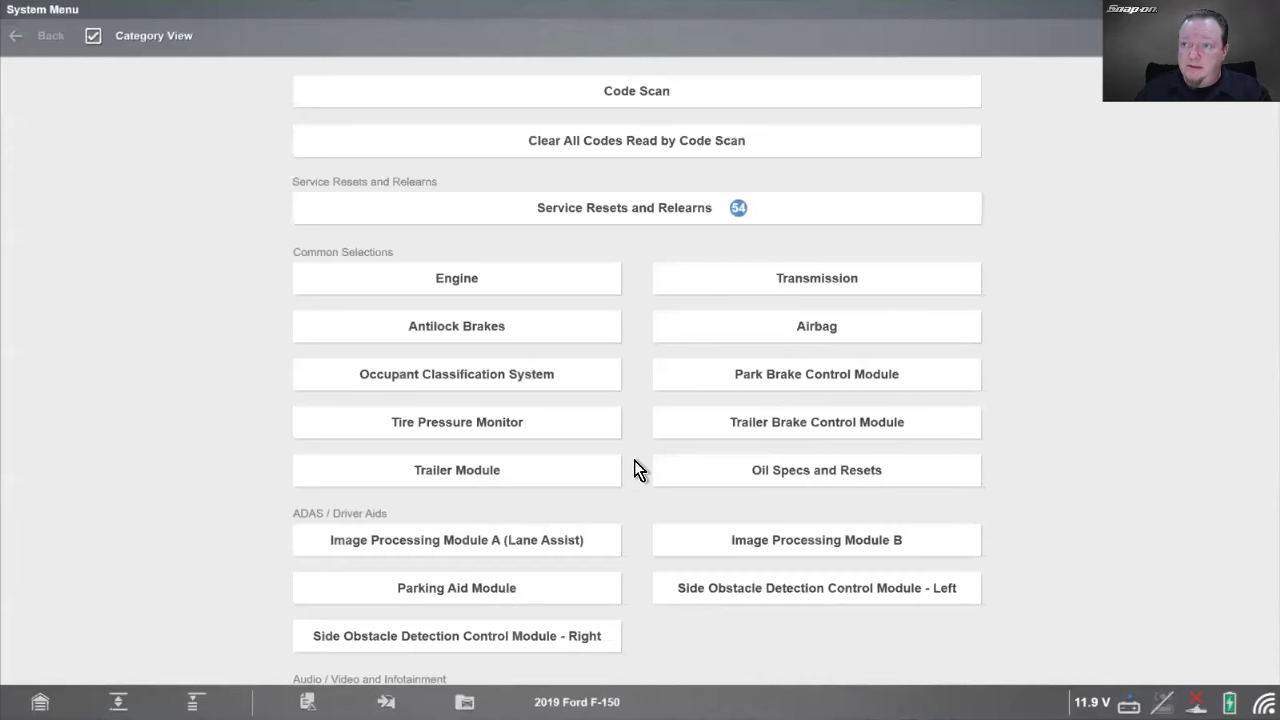 System Menu
Back Category View
Snap-on
Code Scan
Clear All Codes Read by Code Scan
Service Resets and Relearns
Service Resets and Relearns 54
Common Selections
Engine Transmission
Antilock Brakes Airbag
Occupant Classification System Park Brake Control Module
Tire Pressure Monitor Trailer Brake Control Module
Trailer Module Oil Specs and Resets
ADAS / Driver Aids
Image Processing Module A (Lane Assist) Image Processing Module B
Parking Aid Module Side Obstacle Detection Control Module - Left
Side Obstacle Detection Control Module - Right
Audio / Video and Infotainment
2019 Ford F-150 11.9 V